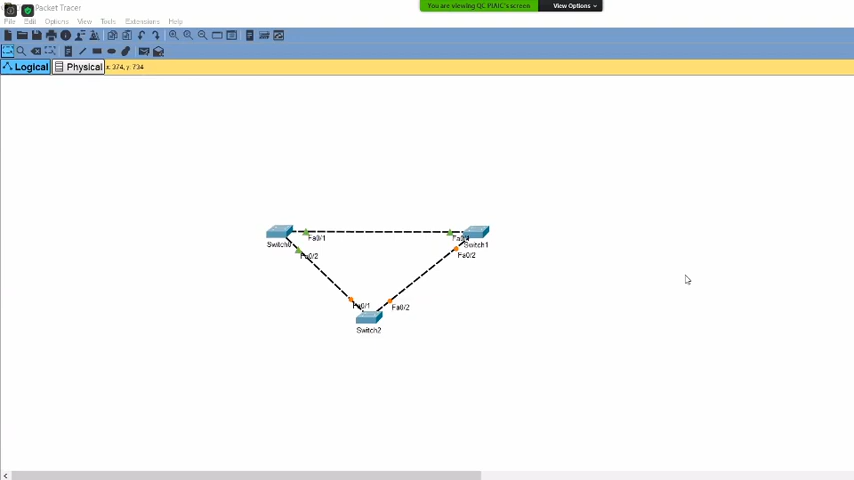 Packet Tracer
You are viewing QC PIAIC's screen
View Options
File Edit Options View Tools Extensions Help
Logical
Physical
x: 374, y: 734
Switch0
Fa0/1
Fa0/2
Switch1
Fa0/2
Fa0/1
Fa0/2
Switch2